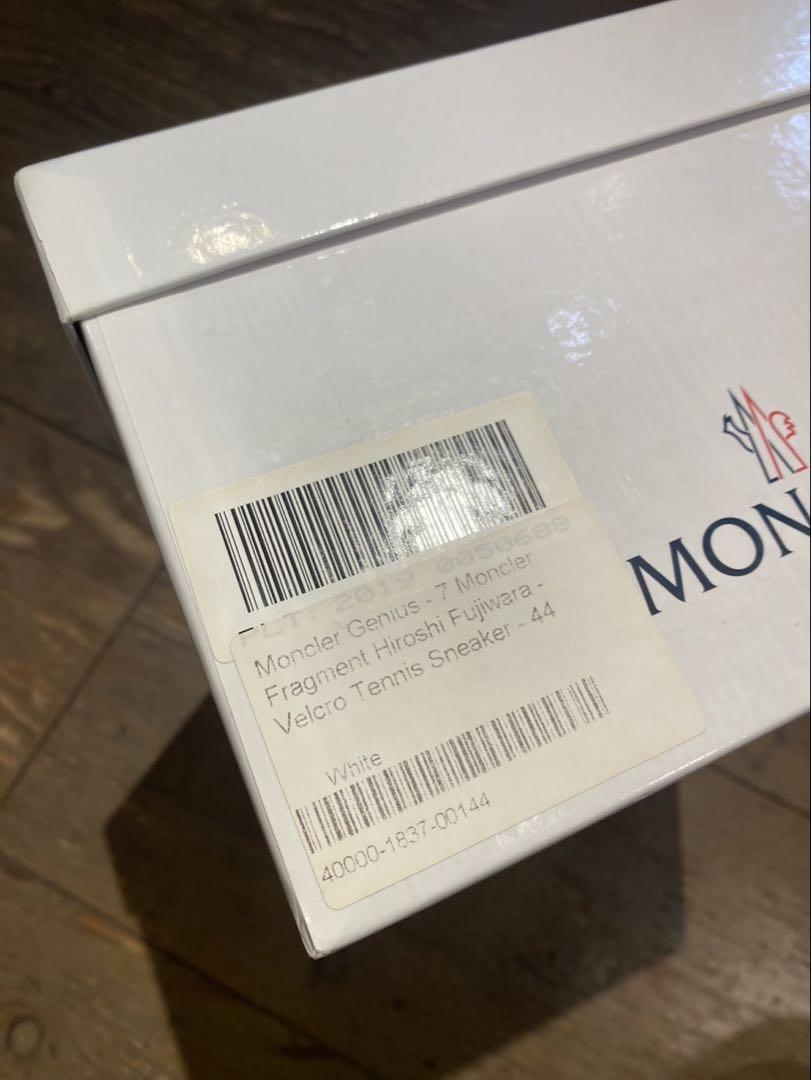 PLT: 2019 0050688
Moncler Genius - 7 Moncler
Fragment Hiroshi Fujiwara -
Velcro Tennis Sneaker - 44
White
40000-1837-00144
MON